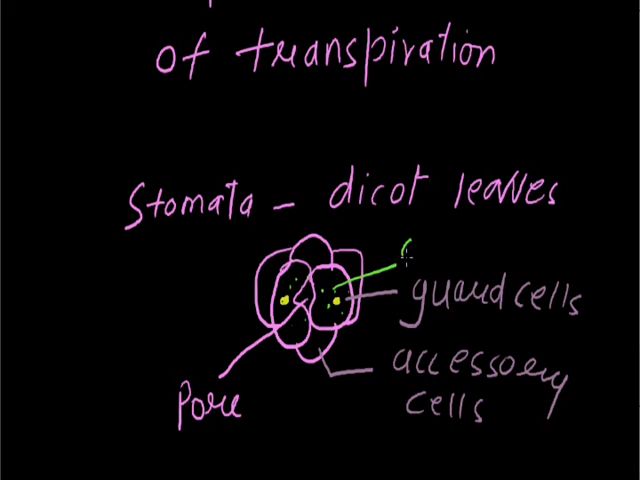 of transpiration
Stomata - dicot leaves
guard cells
accessory
cells
Pore